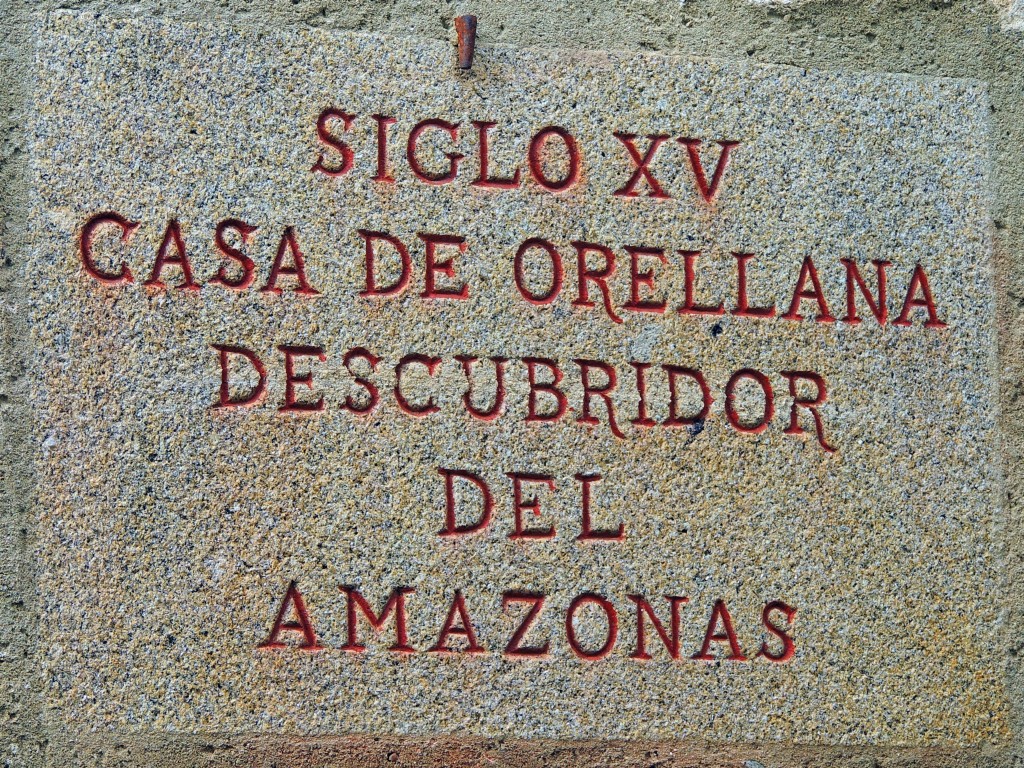 SIGLO XV
CASA DE ORELLANA
DESCUBRIDOR
DEL
AMAZONAS